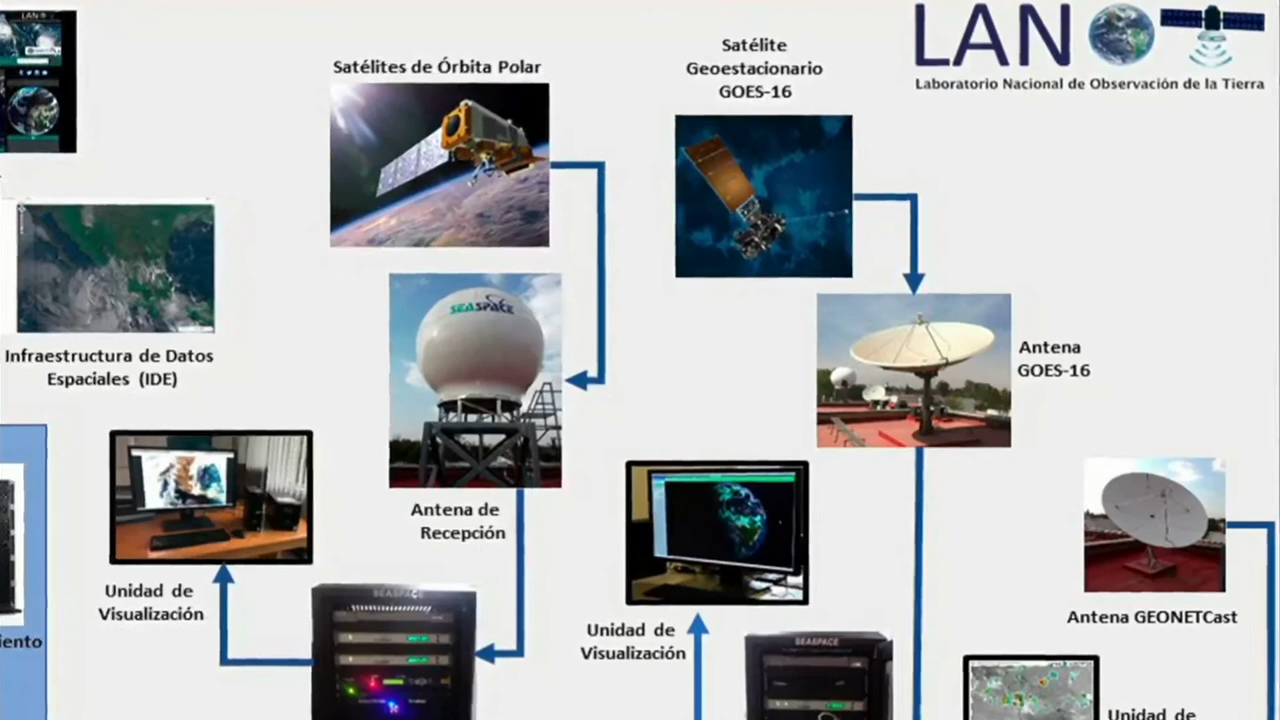 LANO
Laboratorio Nacional de Observación de la Tierra
LAN
Satélites de Órbita Polar
Satélite
Geoestacionario
GOES-16
SEASPACE
Antena
GOES-16
Infraestructura de Datos
Espaciales (IDE)
Antena de
Recepción
Unidad de
Visualización
SEASPACE
Unidad de
Visualización
SEASPACE
Antena GEONETCast
iento
Unidad de